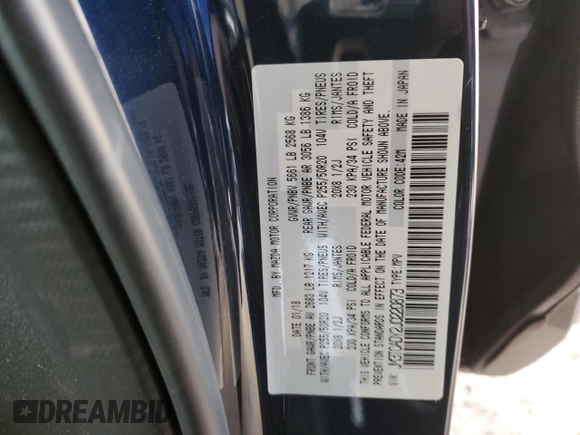 MFD. BY MAZDA MOTOR CORPORATION
DATE: 01/18 GVWR/PNBV 5661 LB 2568 KG
FRONT GAWR/PNBE AV 2683 LB 1217 KG REAR GAWR/PNBE AR 3056 LB 1386 KG
WITH/AVEC P255/50R20 104V TIRES/PNEUS WITH/AVEC P255/50R20 104V TIRES/PNEUS
20X8 1/2J RIMS/JANTES 20X8 1/2J RIMS/JANTES
230 KPA/34 PSI COLD/A FROID 230 KPA/34 PSI COLD/A FROID
THIS VEHICLE CONFORMS TO ALL APPLICABLE FEDERAL MOTOR VEHICLE SAFETY AND THEFT
PREVENTION STANDARDS IN EFFECT ON THE DATE OF MANUFACTURE SHOWN ABOVE.
VIN: TYPE: MPV COLOR CODE: 42M MADE IN JAPAN
DREAMBID